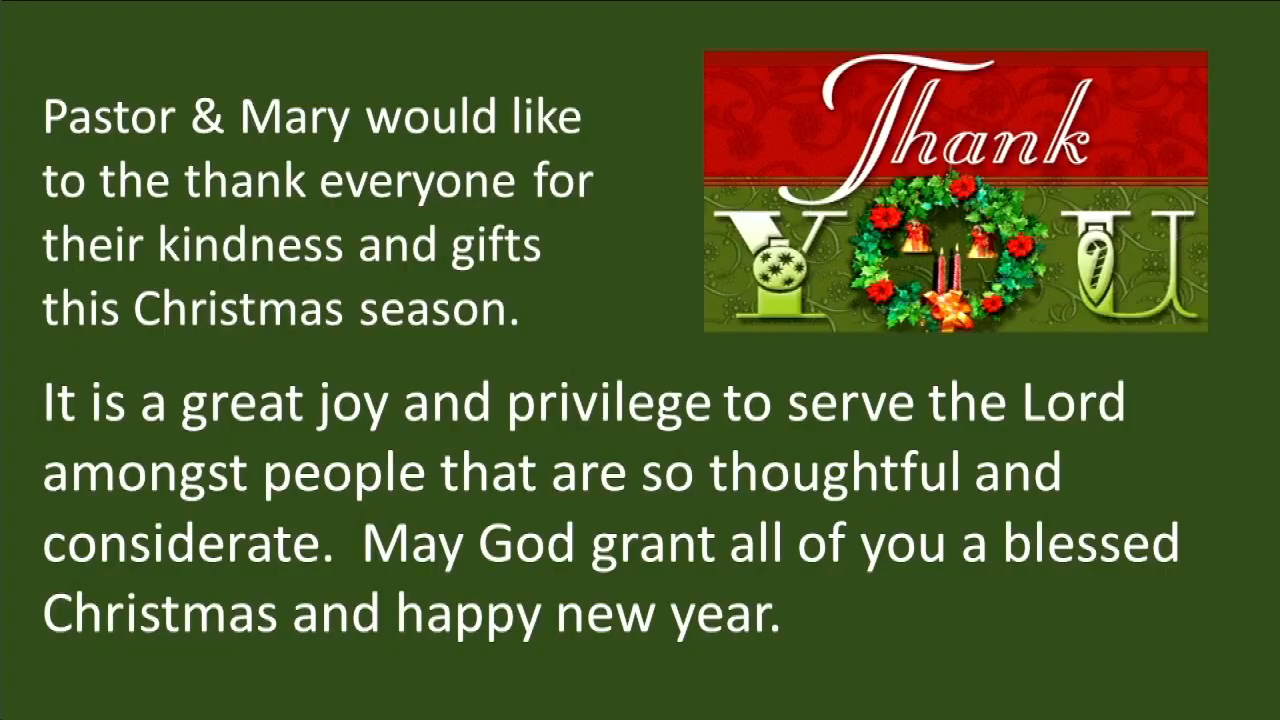 Pastor & Mary would like
to the thank everyone for
their kindness and gifts
this Christmas season.
Thank
YOU
It is a great joy and privilege to serve the Lord
amongst people that are so thoughtful and
considerate.  May God grant all of you a blessed
Christmas and happy new year.